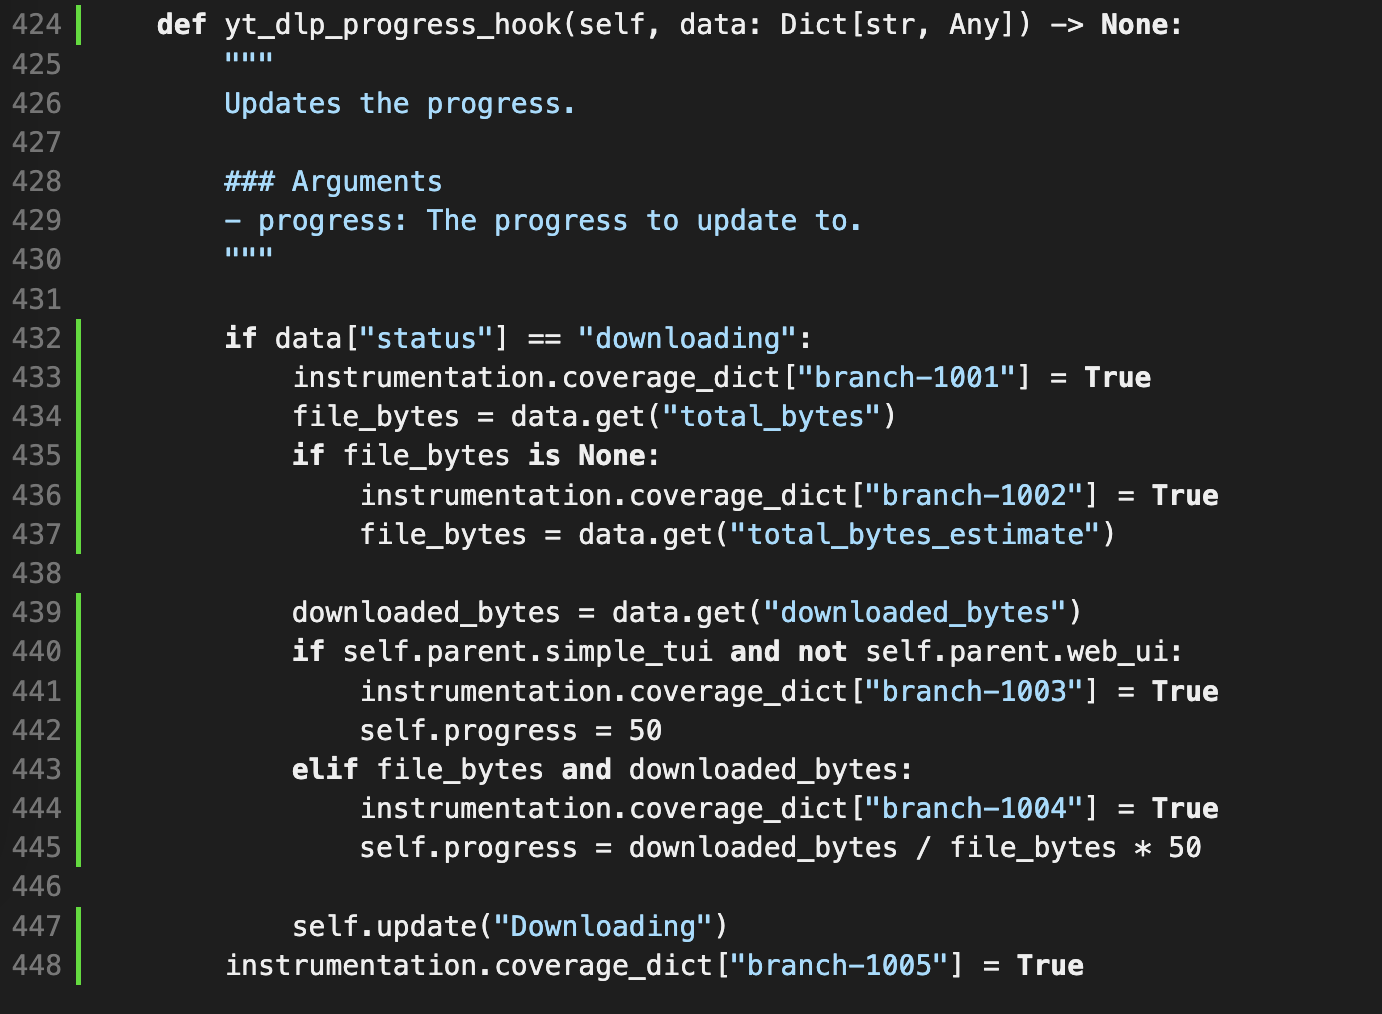 424 def yt_dlp_progress_hook(self, data: Dict[str, Any]) -> None:
425 """
426 Updates the progress.
427
428 ### Arguments
429 - progress: The progress to update to.
430 """
431
432 if data["status"] == "downloading":
433 instrumentation.coverage_dict["branch-1001"] = True
434 file_bytes = data.get("total_bytes")
435 if file_bytes is None:
436 instrumentation.coverage_dict["branch-1002"] = True
437 file_bytes = data.get("total_bytes_estimate")
438
439 downloaded_bytes = data.get("downloaded_bytes")
440 if self.parent.simple_tui and not self.parent.web_ui:
441 instrumentation.coverage_dict["branch-1003"] = True
442 self.progress = 50
443 elif file_bytes and downloaded_bytes:
444 instrumentation.coverage_dict["branch-1004"] = True
445 self.progress = downloaded_bytes / file_bytes * 50
446
447 self.update("Downloading")
448 instrumentation.coverage_dict["branch-1005"] = True